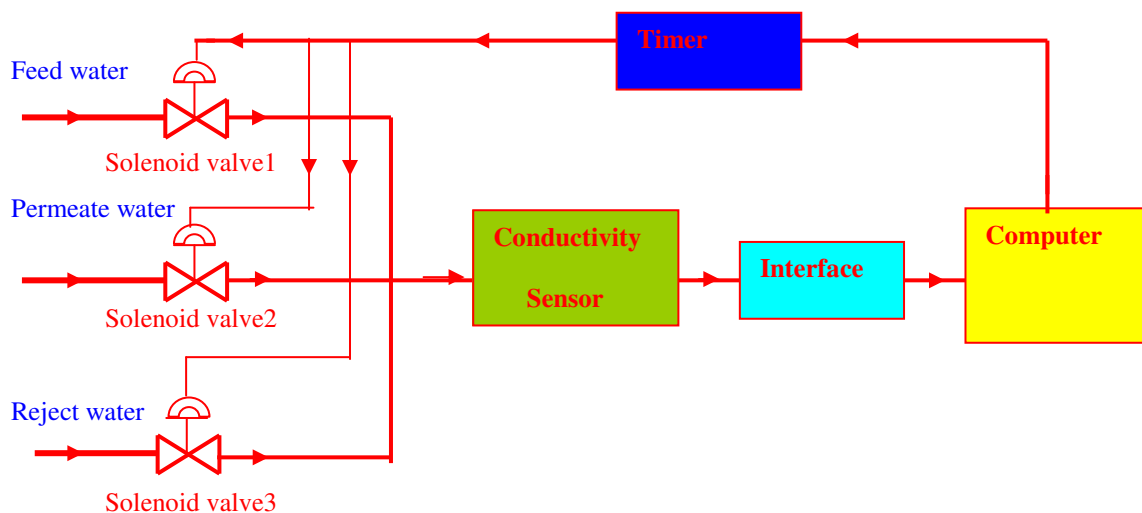 Timer
Feed water
Solenoid valve1
Permeate water
Conductivity
Sensor
Interface
Computer
Solenoid valve2
Reject water
Solenoid valve3